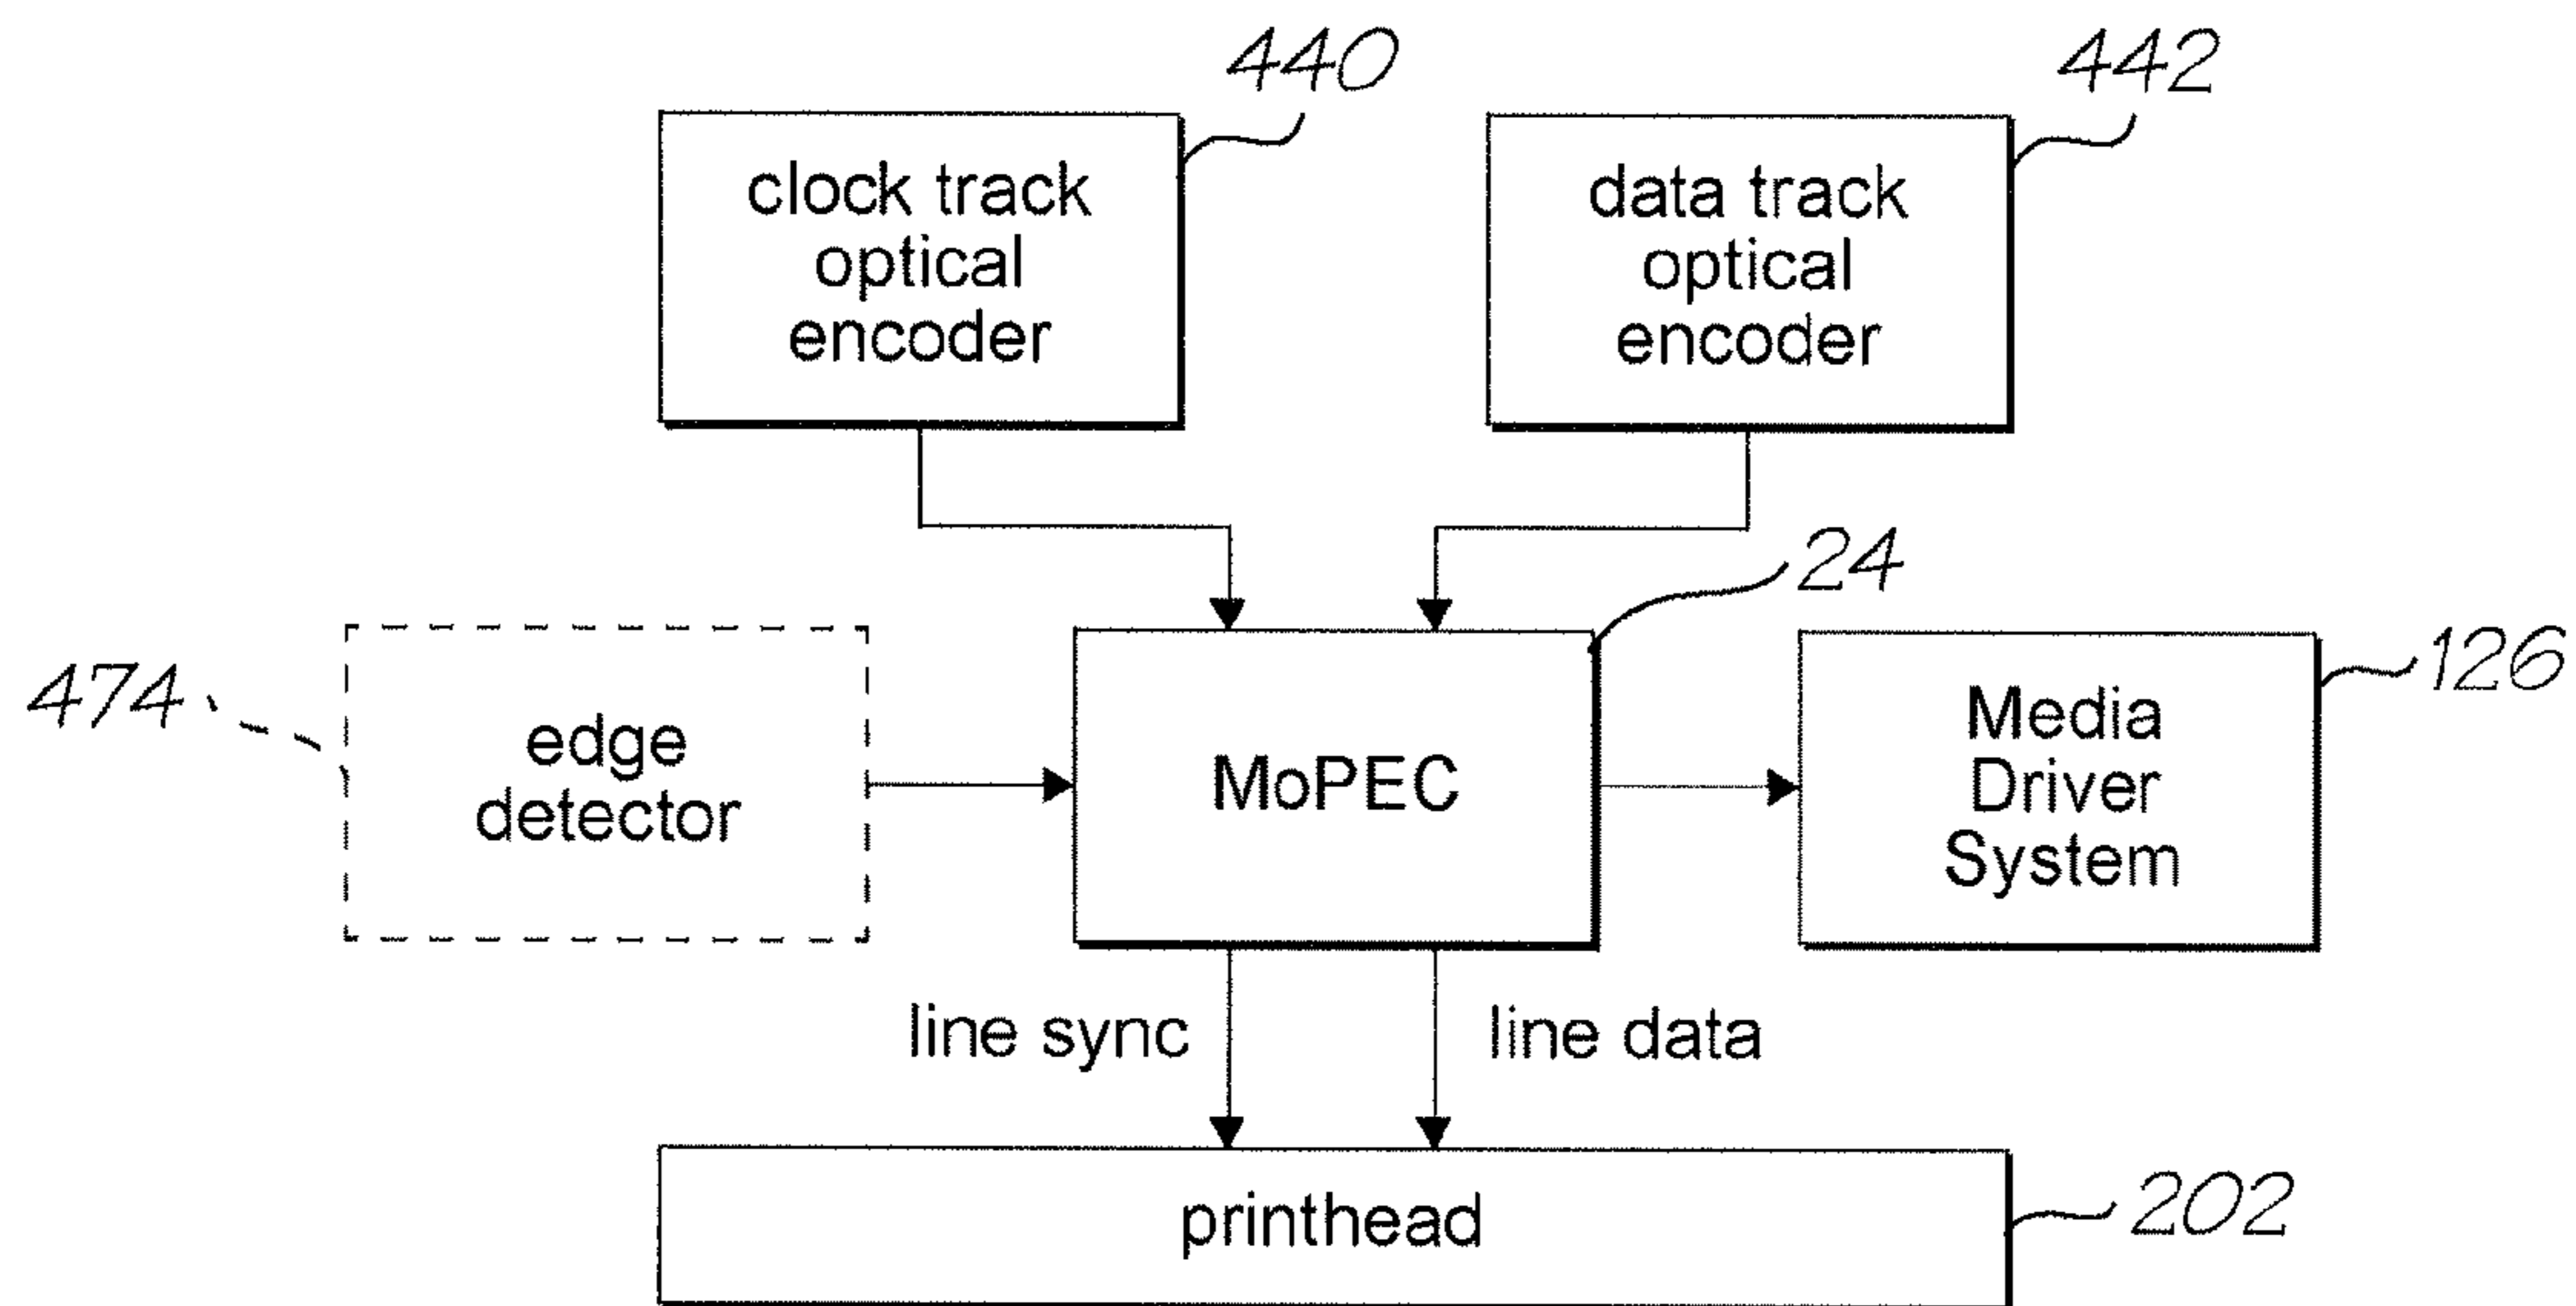 440
442
clock track
optical
encoder
data track
optical
encoder
24
474
edge
detector
MoPEC
Media
Driver
System
126
line sync
line data
printhead
202